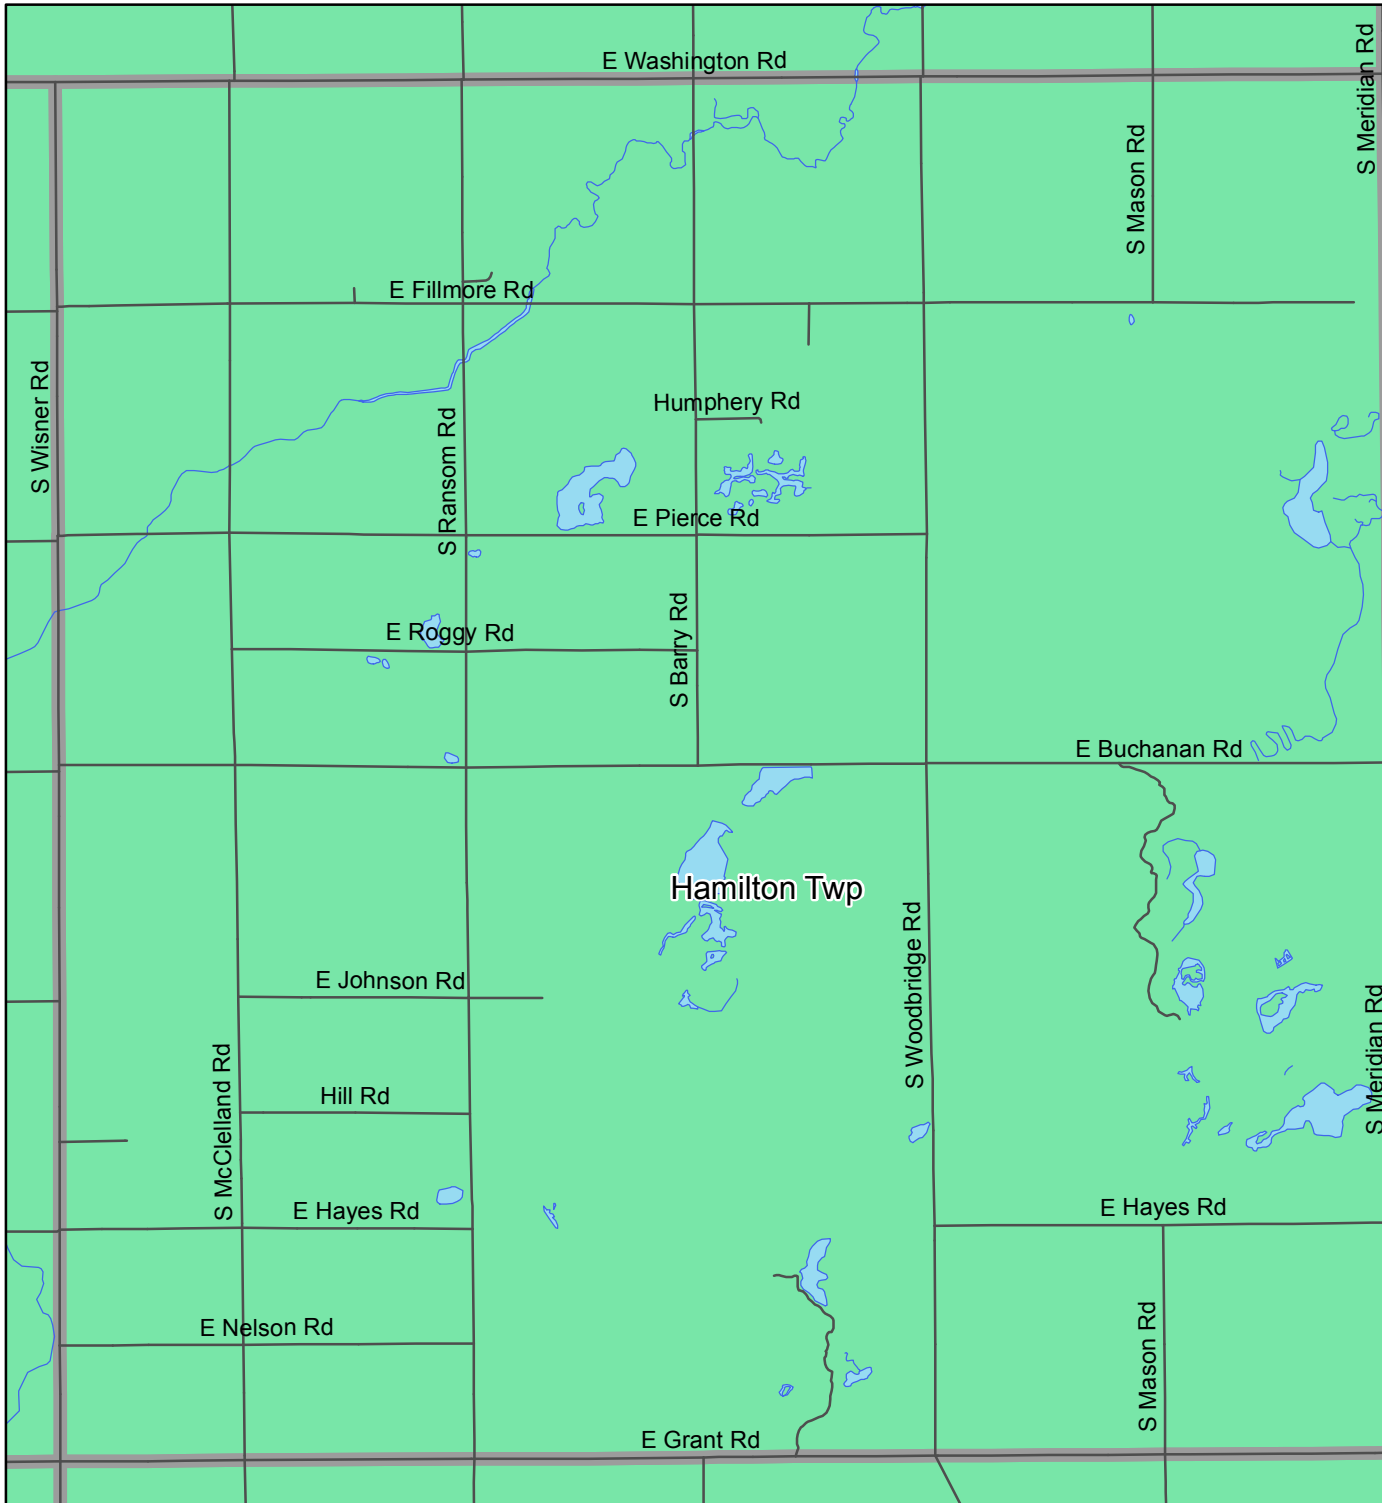 E Washington Rd
S Meridian Rd
S Mason Rd
E Fillmore Rd
S Wisner Rd
Humphery Rd
S Ransom Rd
E Pierce Rd
E Roggy Rd
S Barry Rd
E Buchanan Rd
Hamilton Twp
S Woodbridge Rd
E Johnson Rd
S Meridian Rd
S McClelland Rd
Hill Rd
E Hayes Rd
E Hayes Rd
E Nelson Rd
S Mason Rd
E Grant Rd